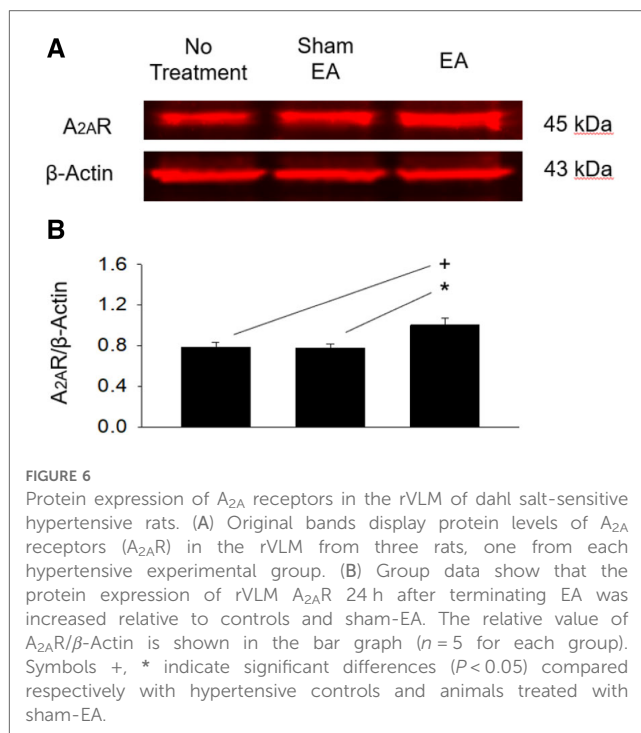 A
No Treatment
Sham EA
EA
A2AR
45 kDa
β-Actin
43 kDa
B
A2AR/β-Actin
1.6
1.2
0.8
0.4
0.0
+
*
FIGURE 6
Protein expression of A2A receptors in the rVLM of dahl salt-sensitive
hypertensive rats. (A) Original bands display protein levels of A2A
receptors (A2AR) in the rVLM from three rats, one from each
hypertensive experimental group. (B) Group data show that the
protein expression of rVLM A2AR 24 h after terminating EA was
increased relative to controls and sham-EA. The relative value of
A2AR/β-Actin is shown in the bar graph (n = 5 for each group).
Symbols +, * indicate significant differences (P < 0.05) compared
respectively with hypertensive controls and animals treated with
sham-EA.